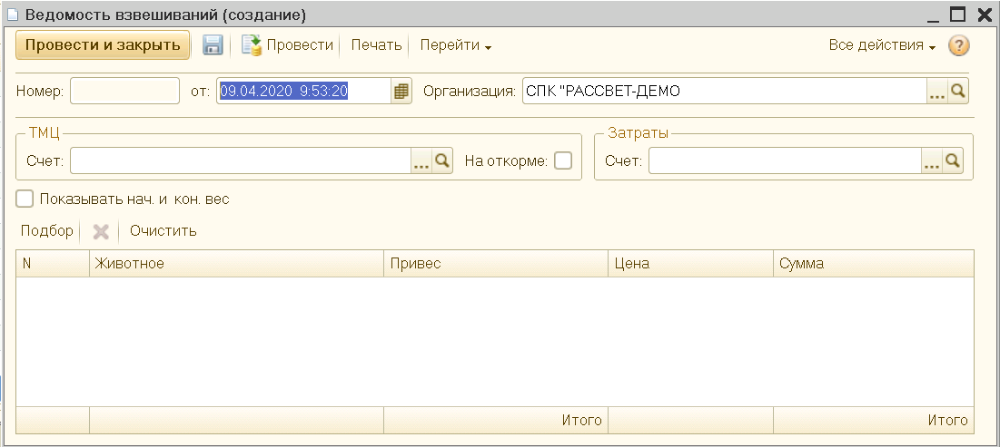 Ведомость взвешиваний (создание)
Провести и закрыть Провести Печать Перейти Все действия ?
Номер: от: 09.04.2020 9:53:20 Организация: СПК "РАССВЕТ-ДЕМО ...
ТМЦ Затраты
Счет: ... На откорме: Счет: ...
Показывать нач. и кон. вес
Подбор Очистить
N Животное Привес Цена Сумма
Итого Итого